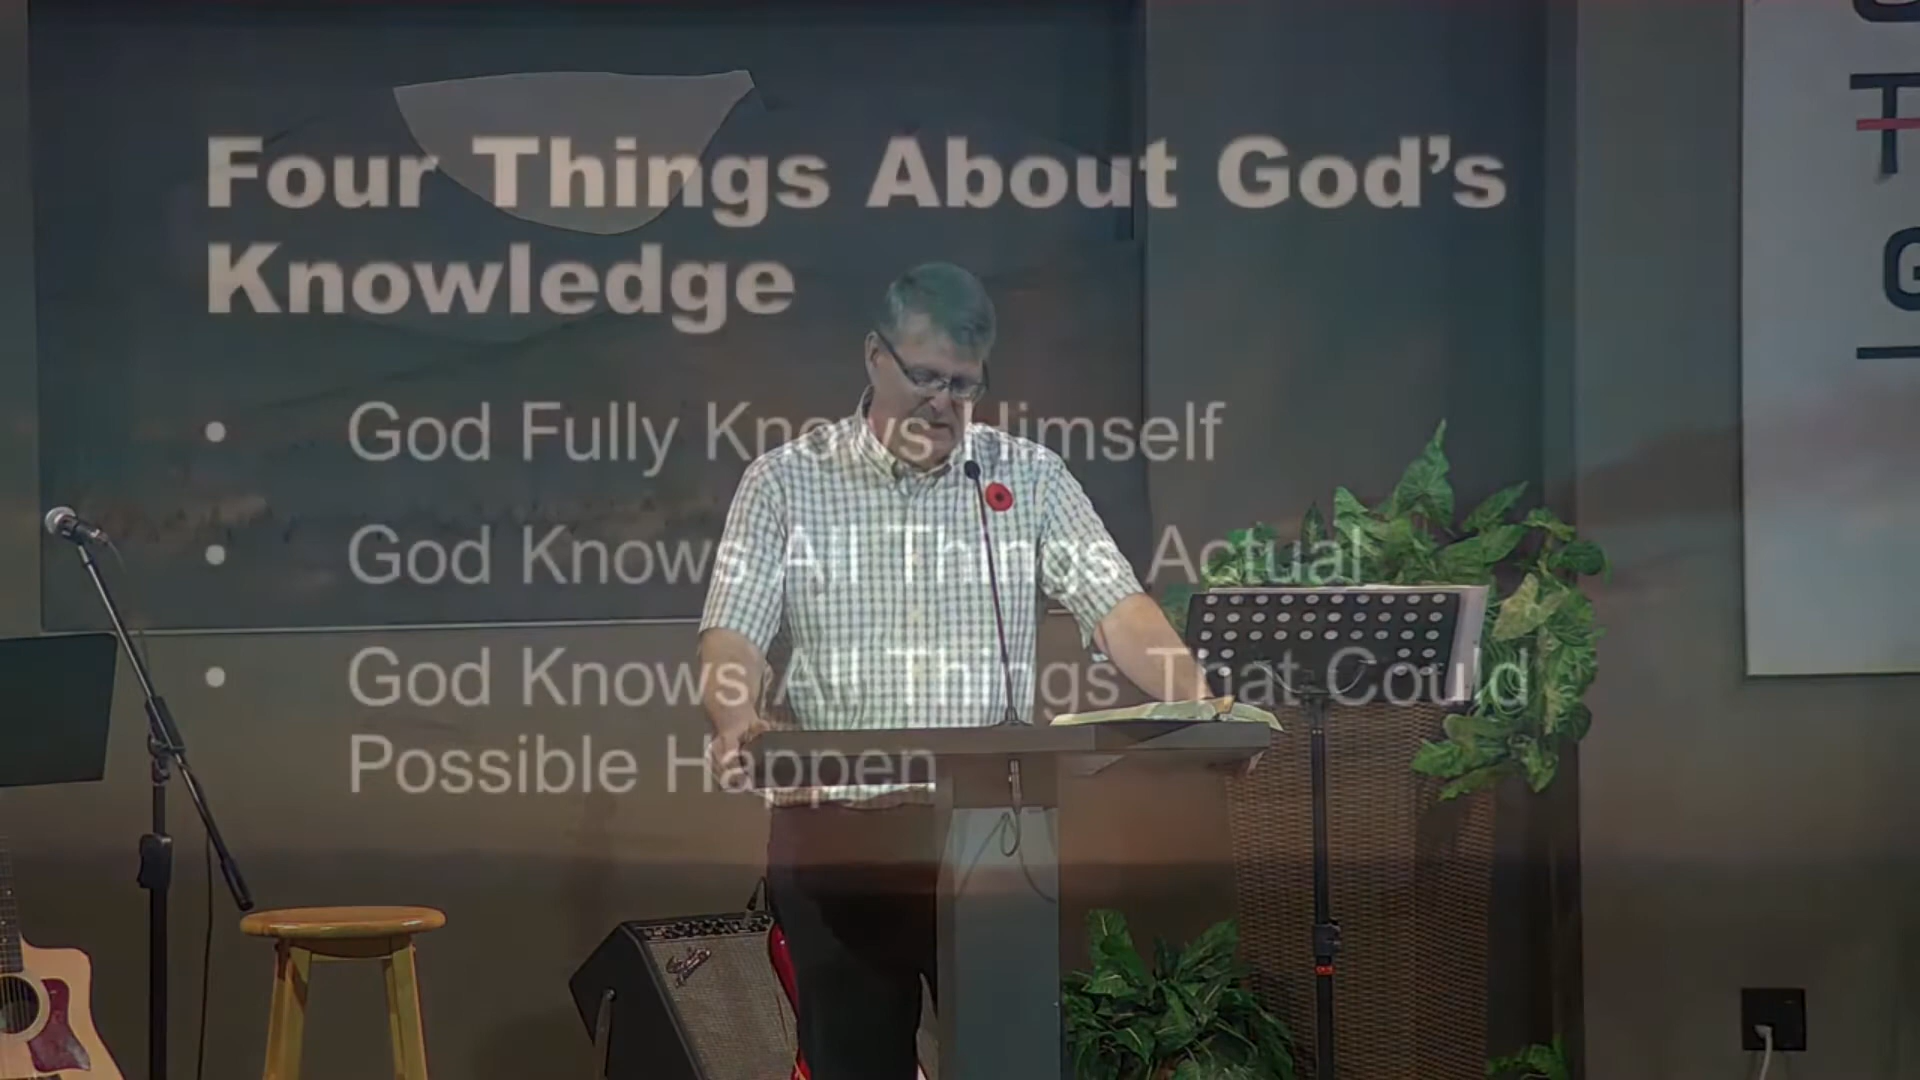 Four Things About God's
Knowledge
• God Fully Knows Himself
• God Knows All Things Actual
• God Knows All Things That Could
Possible Happen
T
G
Fender